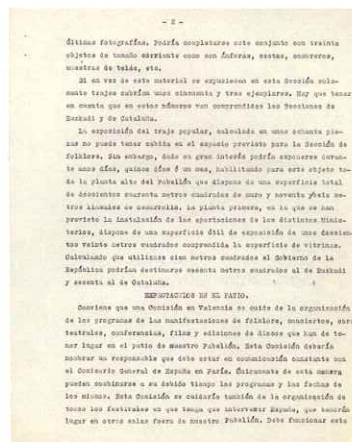 - 2 -
últimas fotografías. Podría completarse este conjunto con treinta
objetos de tamaño corriente como son ánforas, cestas,
muestras de telas, etc.
Si en vez de este material se expusieran en esta Sección sola-
mente trajes cabrían unos cincuenta y tres ejemplares. Hay que tener
en cuenta que en estos números van comprendidas las Secciones de
Euzkadi y de Cataluña.
La exposición del traje popular, calculada en unas ochenta pie-
zas no puede tener cabida en el espacio previsto para la Sección de
folklore. Sin embargo, dado su gran interés podría exponerse duran-
te unos días, quince días ó un mes, habilitando para este objeto to-
da la planta alta del Pabellón que dispone de una superficie total
de doscientos cuarenta metros cuadrados de muro y noventa y seis me-
tros lineales de desarrollo. La planta primera, en la que se han
previsto la instalación de las aportaciones de los distintos Minis-
terios, dispone de una superficie útil de exposición de unos doscien-
tos veinte metros cuadrados comprendida la superficie de vitrinas.
Calculando que utilizase cien metros cuadrados el Gobierno de la
República podrían destinarse sesenta metros cuadrados al de Euzkadi
y sesenta al de Cataluña.
ESPECTACULOS EN EL PATIO.
Conviene que una Comisión en Valencia se cuide de la organización
de los programas de las manifestaciones de folklore, conciertos,
teatrales, conferencias, films y ediciones de discos que han de to-
mar lugar en el patio de nuestro Pabellón. Esta Comisión debería
nombrar un responsable que debe estar en comunicación constante con
el Comisario General de España en París. Únicamente de esta manera
pueden combinarse a su debido tiempo los programas y las fechas de
los mismos. Esta Comisión se cuidaría también de la organización de
todos los festivales en que tenga que intervenir España, que tendrán
lugar en otras salas fuera de nuestro Pabellón. Debe funcionar esta